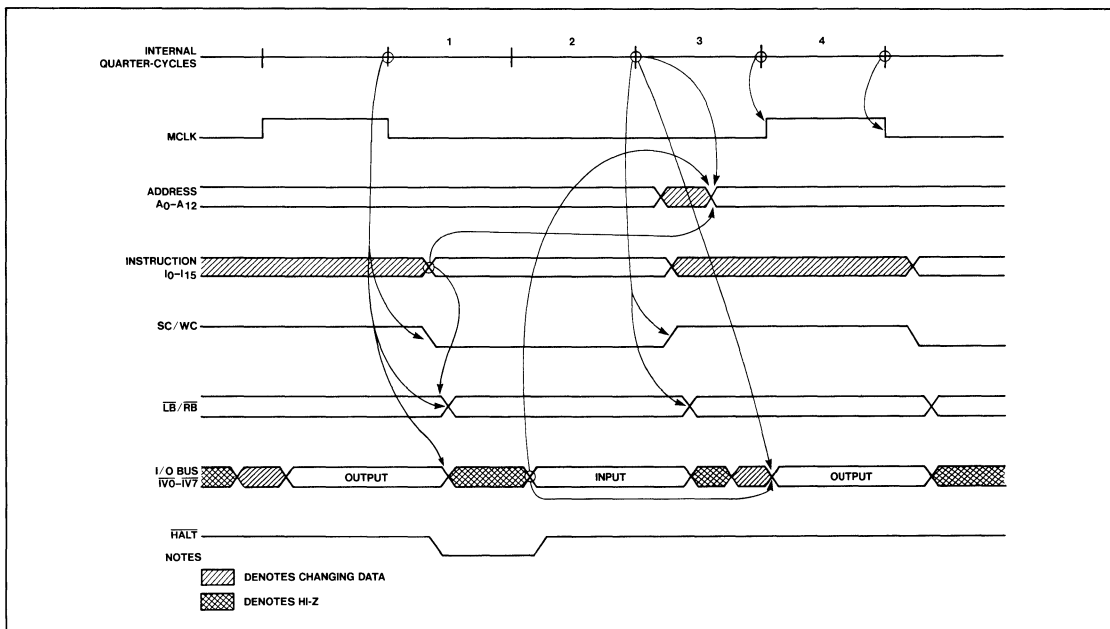 INTERNAL
QUARTER-CYCLES
1
2
3
4
MCLK
ADDRESS
A0–A12
INSTRUCTION
I0–I15
SC/WC
LB/RB
I/O BUS
IV0–IV7
OUTPUT
INPUT
OUTPUT
HALT
NOTES
DENOTES CHANGING DATA
DENOTES HI-Z